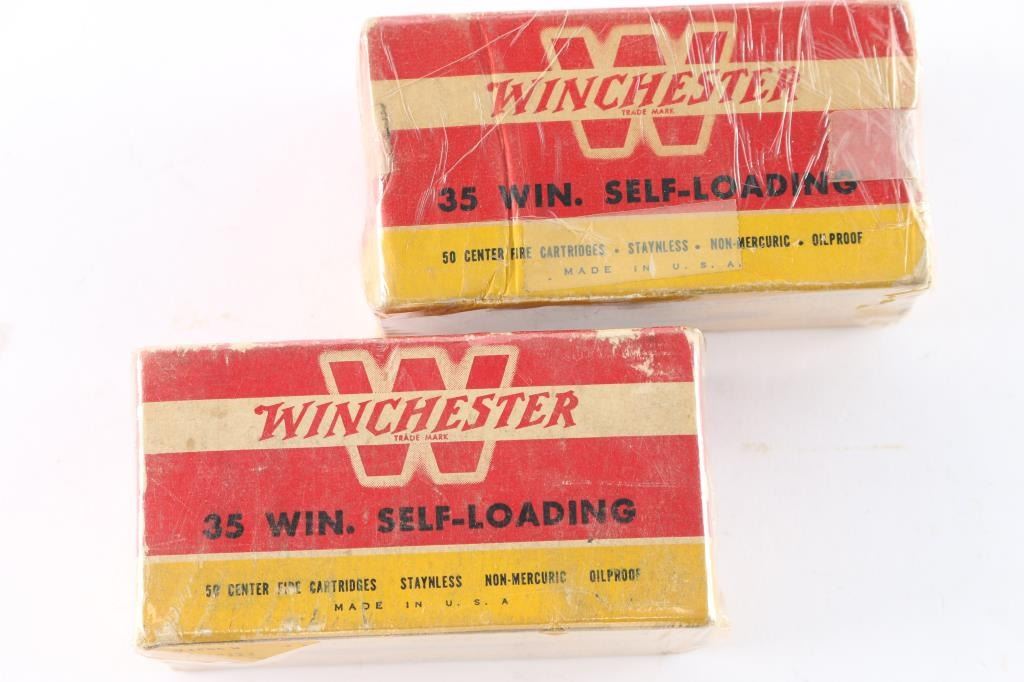 WINCHESTER
TRADE MARK
35 WIN. SELF-LOADING
50 CENTER FIRE CARTRIDGES • STAYNLESS • NON-MERCURIC • OILPROOF
MADE IN U. S. A.
WINCHESTER
TRADE MARK
35 WIN. SELF-LOADING
50 CENTER FIRE CARTRIDGES STAYNLESS NON-MERCURIC OILPROOF
MADE IN U. S. A